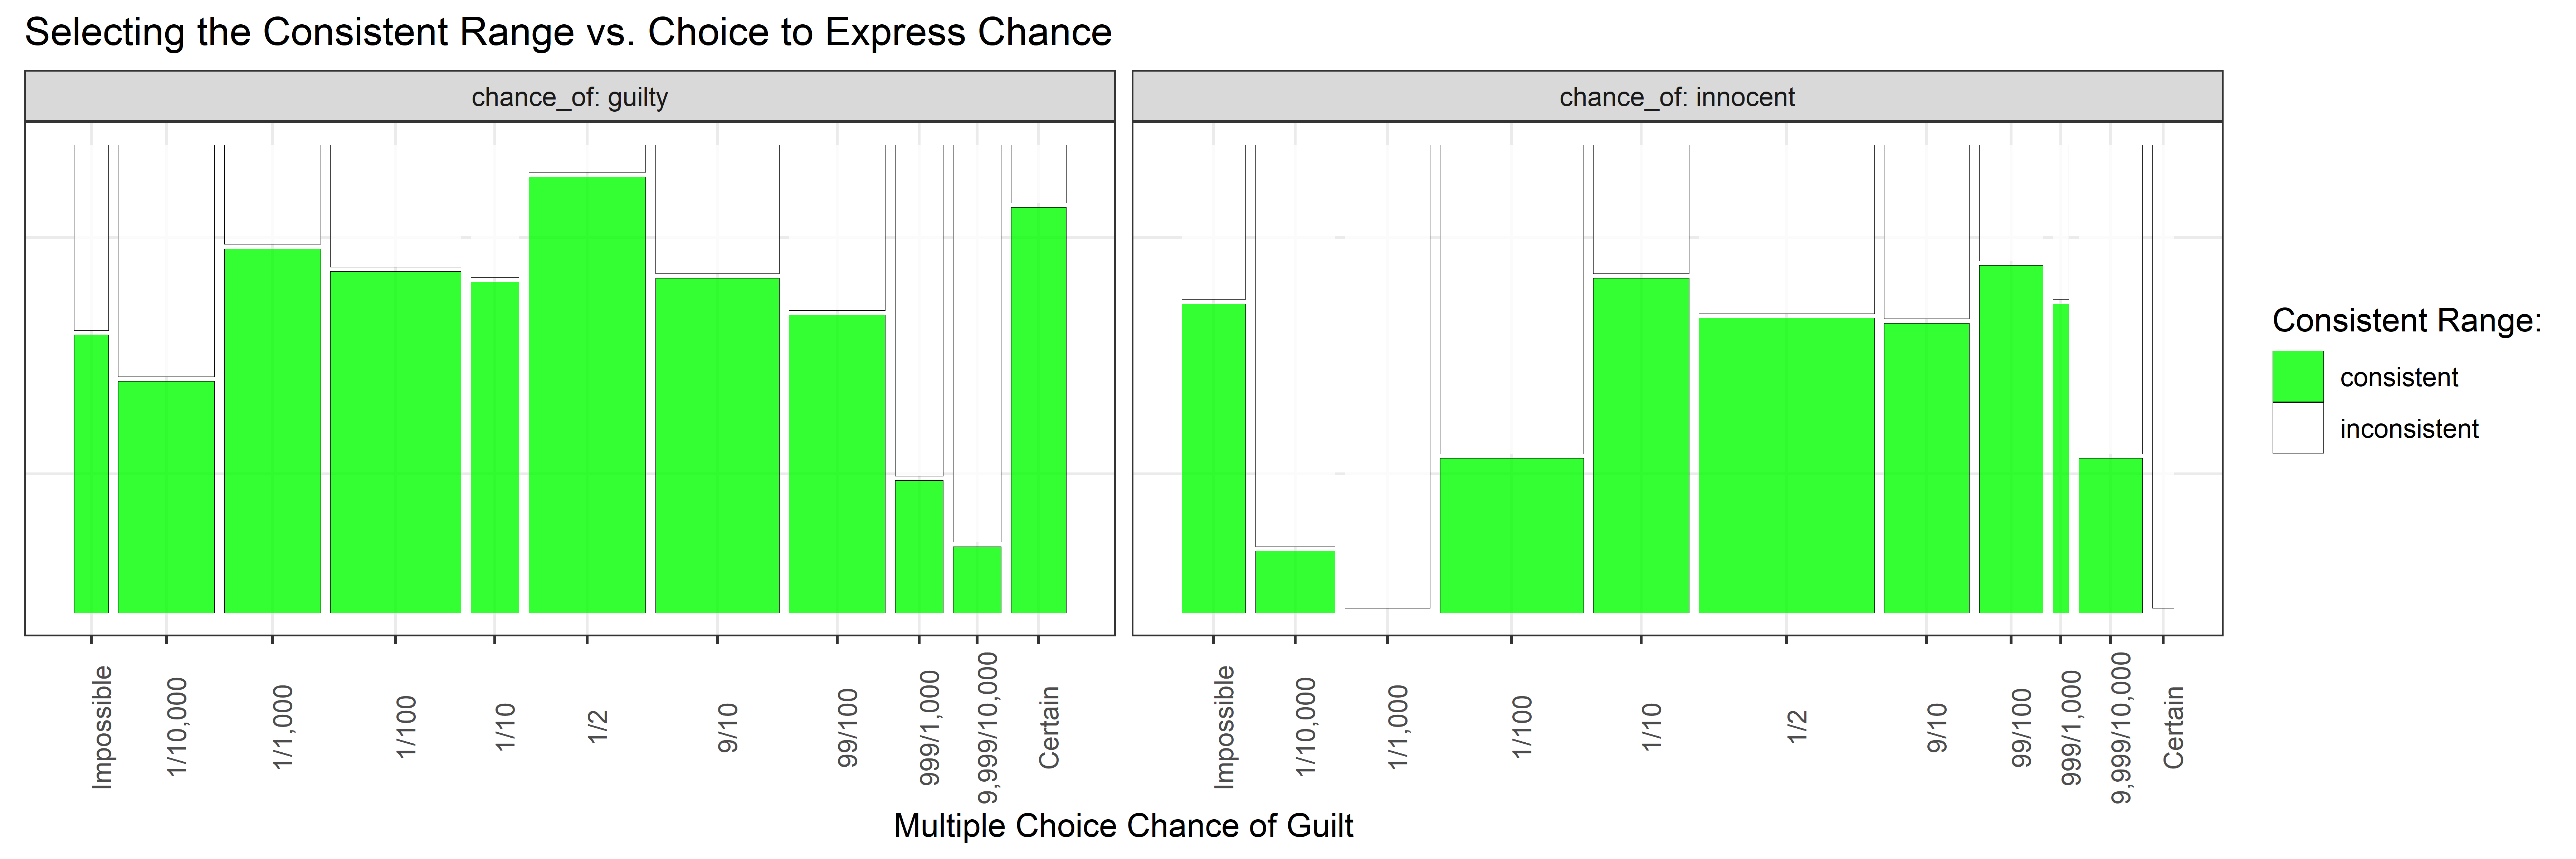 Selecting the Consistent Range vs. Choice to Express Chance
chance_of: guilty
chance_of: innocent
Impossible
1/10,000
1/1,000
1/100
1/10
1/2
9/10
99/100
999/1,000
9,999/10,000
Certain
Impossible
1/10,000
1/1,000
1/100
1/10
1/2
9/10
99/100
999/1,000
9,999/10,000
Certain
Multiple Choice Chance of Guilt
Consistent Range:
consistent
inconsistent